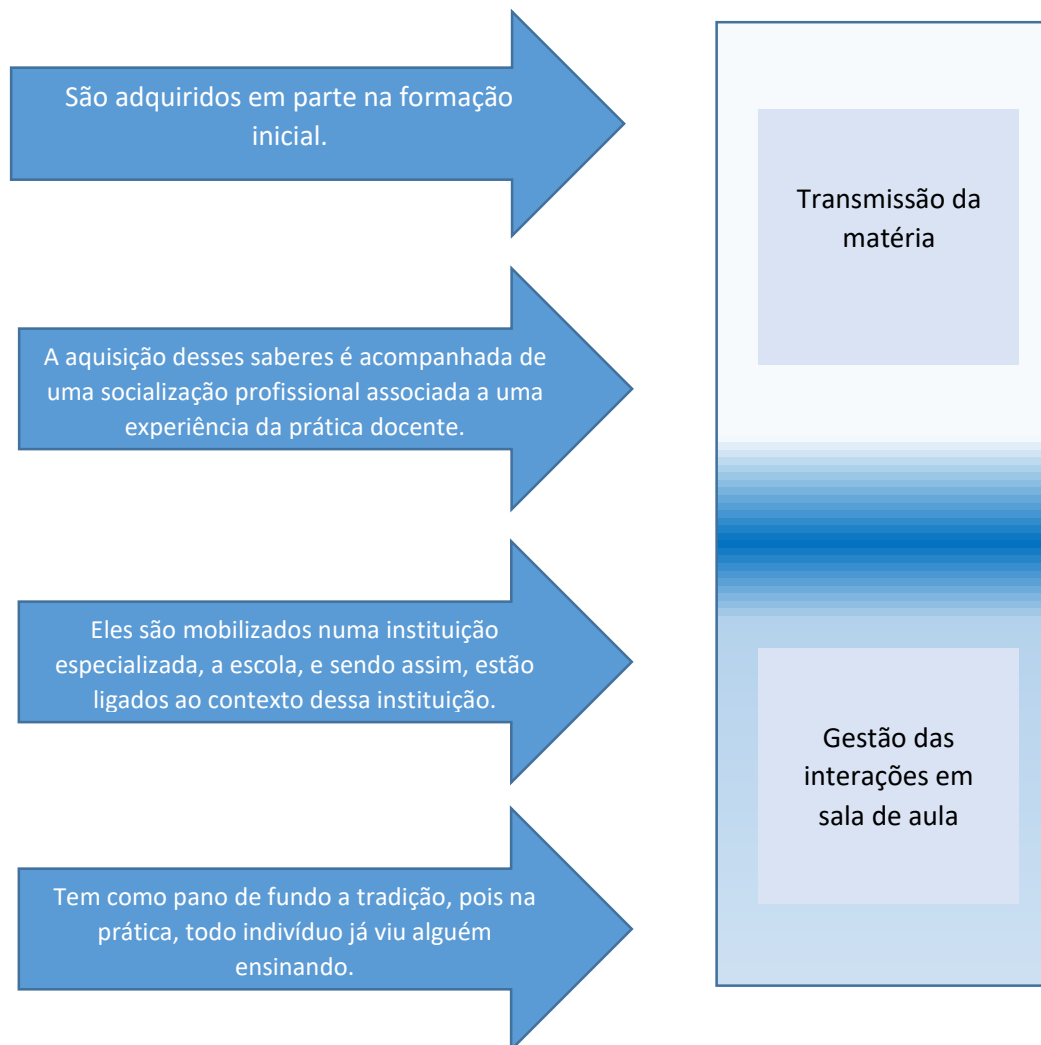 São adquiridos em parte na formação
inicial.
A aquisição desses saberes é acompanhada de
uma socialização profissional associada a uma
experiência da prática docente.
Eles são mobilizados numa instituição
especializada, a escola, e sendo assim, estão
ligados ao contexto dessa instituição.
Tem como pano de fundo a tradição, pois na
prática, todo indivíduo já viu alguém
ensinando.
Transmissão da
matéria
Gestão das
interações em
sala de aula